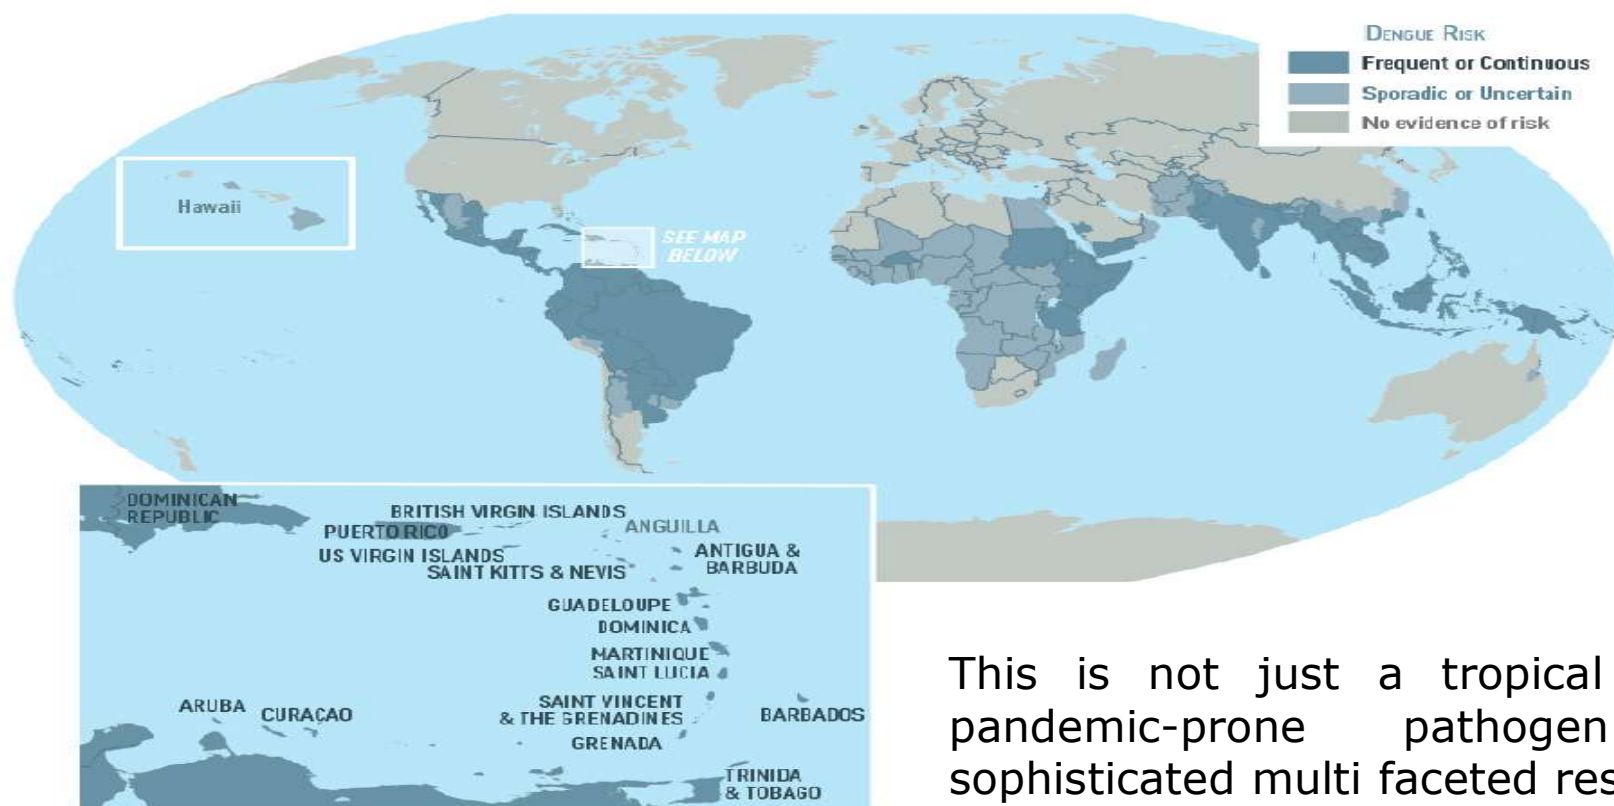 DENGUE RISK
Frequent or Continuous
Sporadic or Uncertain
No evidence of risk
Hawaii
SEE MAP
BELOW
DOMINICAN
REPUBLIC
BRITISH VIRGIN ISLANDS
PUERTO RICO
ANGUILLA
US VIRGIN ISLANDS
ANTIGUA &
BARBUDA
SAINT KITTS & NEVIS
GUADELOUPE
DOMINICA
MARTINIQUE
SAINT LUCIA
SAINT VINCENT
& THE GRENADINES
ARUBA
CURAÇAO
BARBADOS
GRENADA
TRINIDA
& TOBAGO
This is not just a tropical
pandemic-prone pathogen
sophisticated multi faceted res